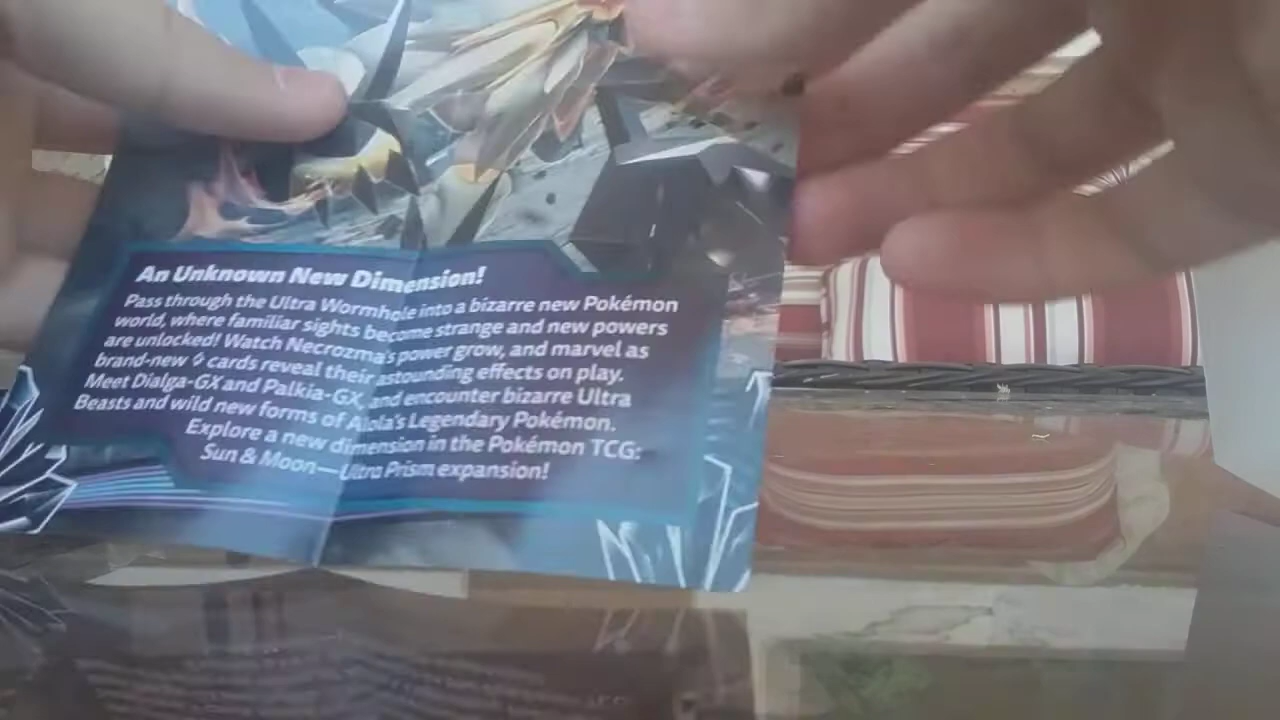 An Unknown New Dimension!
Pass through the Ultra Wormhole into a bizarre new Pokémon
world, where familiar sights become strange and new powers
are unlocked! Watch Necrozma's power grow, and marvel as
brand-new ◊ cards reveal their astounding effects on play.
Meet Dialga-GX and Palkia-GX, and encounter bizarre Ultra
Beasts and wild new forms of Alola's Legendary Pokémon.
Explore a new dimension in the Pokémon TCG:
Sun & Moon—Ultra Prism expansion!